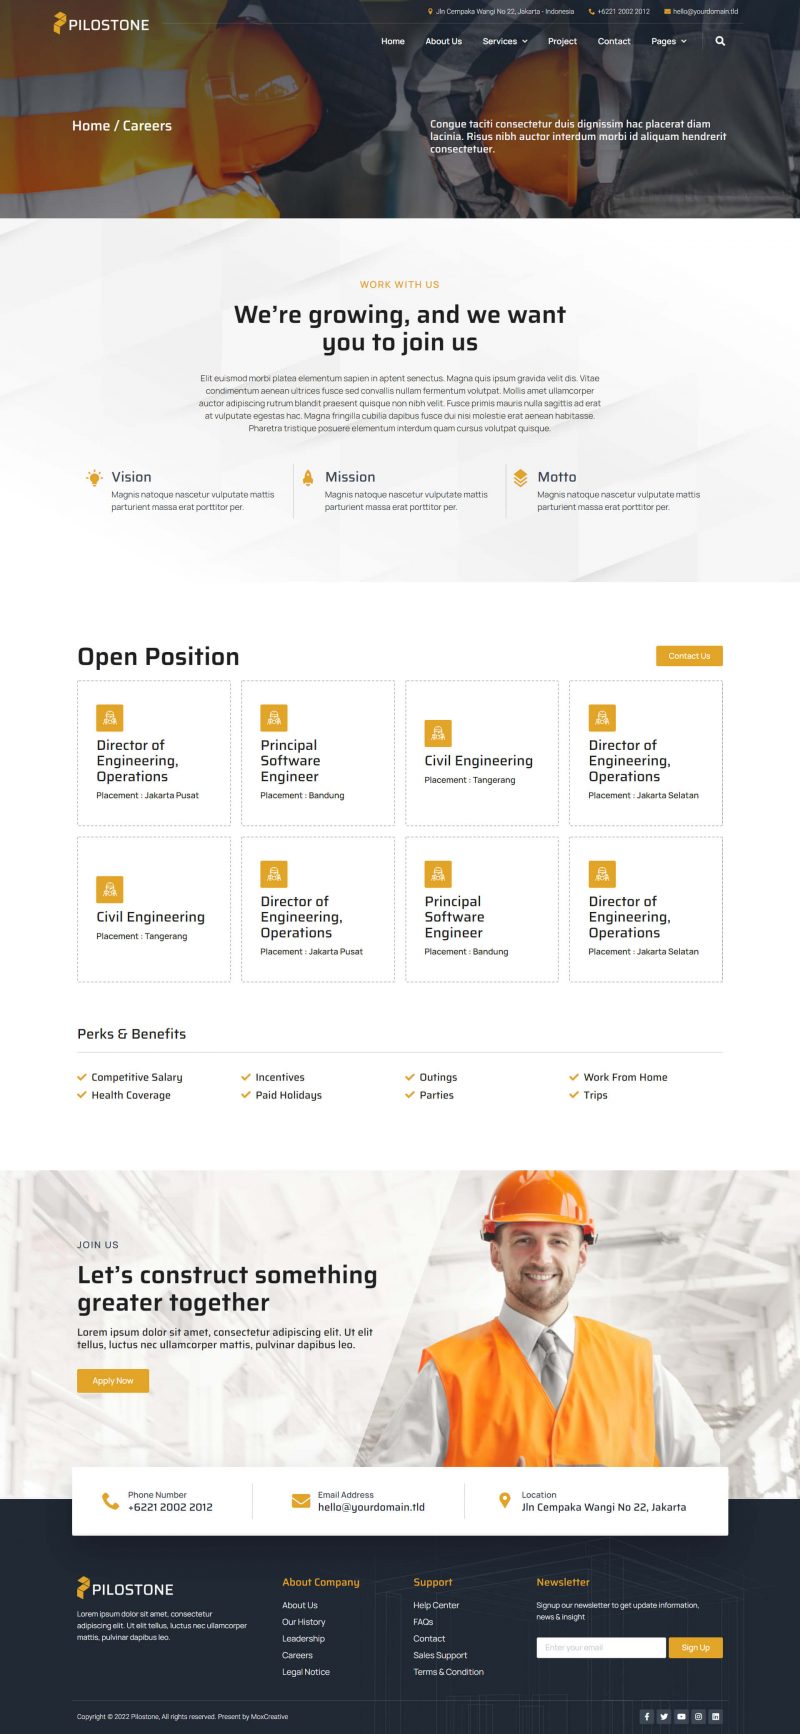 PILOSTONE
Jln Cempaka Wangi No 22, Jakarta - Indonesia
+6221 2002 2012
hello@yourdomain.tld
Home
About Us
Services
Project
Contact
Pages
Home / Careers
Congue taciti consectetur duis dignissim hac placerat diam
lacinia. Risus nibh auctor interdum morbi id aliquam hendrerit
consectetuer.
WORK WITH US
We're growing, and we want
you to join us
Elit euismod morbi platea elementum sapien in aptent senectus. Magna quis ipsum gravida velit dis. Vitae
condimentum aenean ultrices fusce sed convallis nullam fermentum volutpat. Mollis amet ullamcorper
auctor adipiscing rutrum blandit praesent quisque non nibh velit. Fusce primis mauris nulla sagittis ad erat
at vulputate egestas hac. Magna fringilla cubilia dapibus fusce dui nisi molestie erat aenean habitasse.
Pharetra tristique posuere elementum interdum quam cursus volutpat quisque.
Vision
Magnis natoque nascetur vulputate mattis
parturient massa erat porttitor per.
Mission
Magnis natoque nascetur vulputate mattis
parturient massa erat porttitor per.
Motto
Magnis natoque nascetur vulputate mattis
parturient massa erat porttitor per.
Open Position
Contact Us
Director of
Engineering,
Operations
Placement : Jakarta Pusat
Principal
Software
Engineer
Placement : Bandung
Civil Engineering
Placement : Tangerang
Director of
Engineering,
Operations
Placement : Jakarta Selatan
Civil Engineering
Placement : Tangerang
Director of
Engineering,
Operations
Placement : Jakarta Pusat
Principal
Software
Engineer
Placement : Bandung
Director of
Engineering,
Operations
Placement : Jakarta Selatan
Perks & Benefits
Competitive Salary
Incentives
Outings
Work From Home
Health Coverage
Paid Holidays
Parties
Trips
JOIN US
Let's construct something
greater together
Lorem ipsum dolor sit amet, consectetur adipiscing elit. Ut elit
tellus, luctus nec ullamcorper mattis, pulvinar dapibus leo.
Apply Now
Phone Number
+6221 2002 2012
Email Address
hello@yourdomain.tld
Location
Jln Cempaka Wangi No 22, Jakarta
PILOSTONE
Lorem ipsum dolor sit amet, consectetur
adipiscing elit. Ut elit tellus, luctus nec ullamcorper
mattis, pulvinar dapibus leo.
About Company
About Us
Our History
Leadership
Careers
Legal Notice
Support
Help Center
FAQs
Contact
Sales Support
Terms & Condition
Newsletter
Signup our newsletter to get update information,
news & insight
Enter your email
Sign Up
Copyright © 2022 Pilostone, All rights reserved. Present by MoxCreative